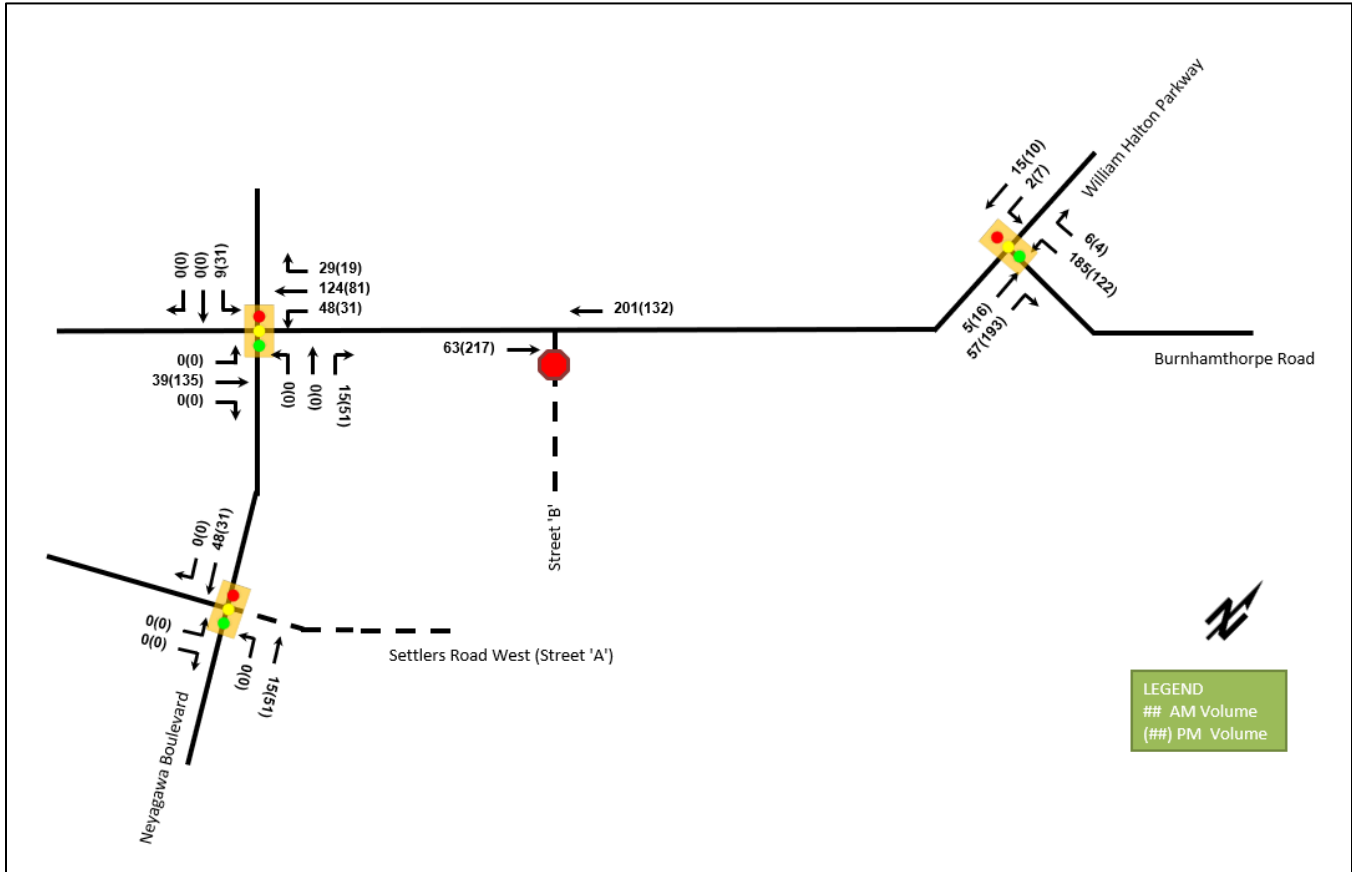 William Halton Parkway
15(10)
2(7)
6(4)
185(122)
5(16)
57(193)
Burnhamthorpe Road
0(0)
0(0)
9(31)
29(19)
124(81)
48(31)
201(132)
63(217)
0(0)
39(135)
0(0)
0(0)
0(0)
15(51)
Street 'B'
0(0)
48(31)
0(0)
0(0)
0(0)
15(51)
Settlers Road West (Street 'A')
Neyagawa Boulevard
N
LEGEND
## AM Volume
(##) PM Volume